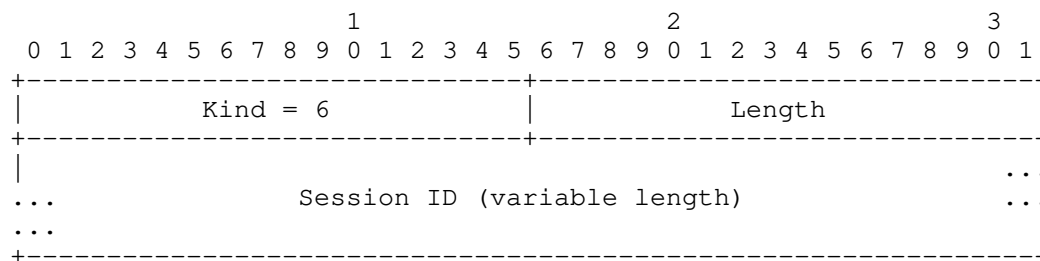 1                   2                   3
 0 1 2 3 4 5 6 7 8 9 0 1 2 3 4 5 6 7 8 9 0 1 2 3 4 5 6 7 8 9 0 1
+-------------------------------+--------------------------------
|           Kind = 6            |            Length
+-------------------------------+--------------------------------
|                                                             ...
...               Session ID (variable length)                ...
...
+----------------------------------------------------------------